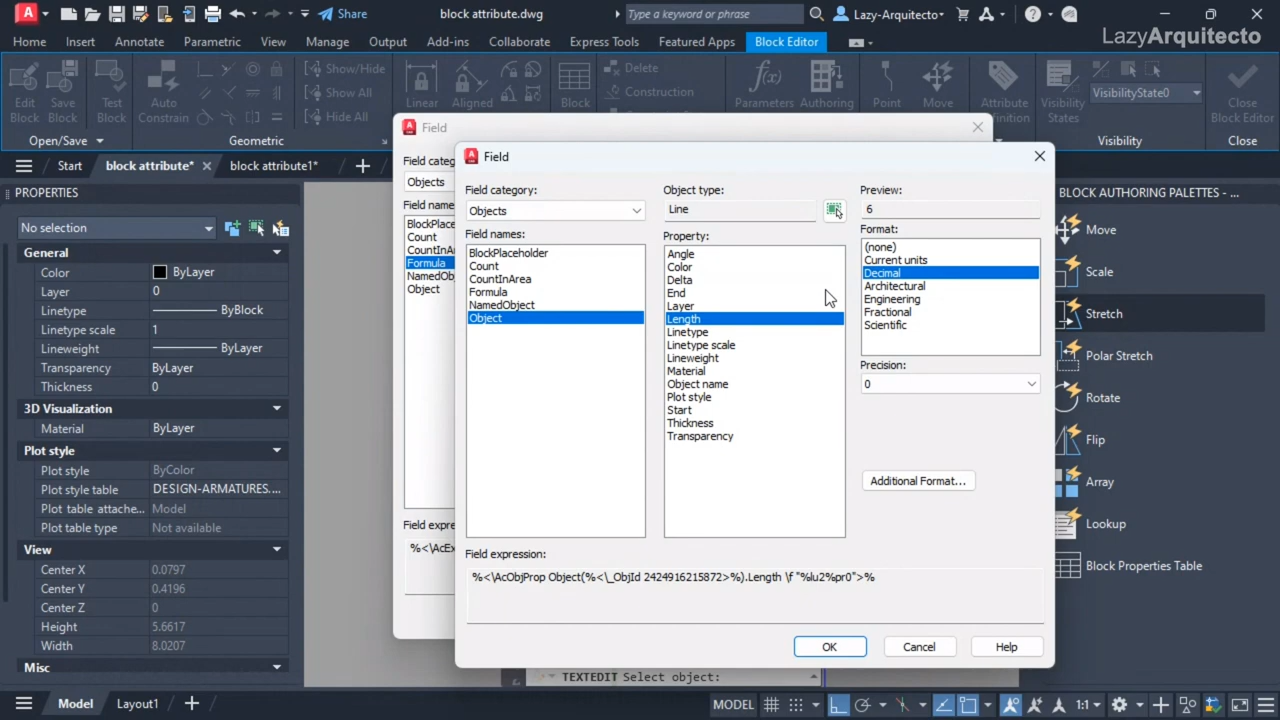 Share
block attribute.dwg
Type a keyword or phrase
Lazy-Arquitecto
Home
Insert
Annotate
Parametric
View
Manage
Output
Add-ins
Collaborate
Express Tools
Featured Apps
Block Editor
LazyArquitecto
Edit
Block
Save
Block
Test
Block
Auto
Constrain
Show/Hide
Show All
Hide All
Linear
Aligned
Block
Delete
Construction
Parameters
Authoring
Point
Move
Attribute
Visibility
States
VisibilityState0
Close
Block Editor
Open/Save
Geometric
Visibility
Close
Start
block attribute*
block attribute1*
PROPERTIES
No selection
General
Color ByLayer
Layer 0
Linetype ByBlock
Linetype scale 1
Lineweight ByLayer
Transparency ByLayer
Thickness 0
3D Visualization
Material ByLayer
Plot style
Plot style ByColor
Plot style table DESIGN-ARMATURES....
Plot table attache... Model
Plot table type Not available
View
Center X 0.0797
Center Y 0.4196
Center Z 0
Height 5.6617
Width 8.0207
Misc
Field
Objects
Formula
Count
Object
Field
Field category:
Objects
Field names:
BlockPlaceholder
Count
CountInArea
Formula
NamedObject
Object
Object type:
Line
Property:
Angle
Color
Delta
End
Layer
Length
Linetype
Linetype scale
Lineweight
Material
Object name
Plot style
Start
Thickness
Transparency
Preview:
6
Format:
(none)
Current units
Decimal
Architectural
Engineering
Fractional
Scientific
Precision:
0
Additional Format...
Field expression:
%<\AcObjProp Object(%<\_ObjId 2424916215872>%).Length \f "%lu2%pr0">%
OK
Cancel
Help
TEXTEDIT Select object:
BLOCK AUTHORING PALETTES - ...
Move
Scale
Stretch
Polar Stretch
Rotate
Flip
Array
Lookup
Block Properties Table
Model
Layout1
MODEL
1:1